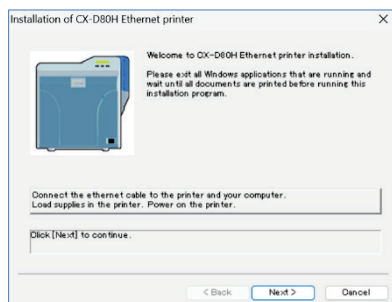 Installation of CX-D80H Ethernet printer
Welcome to CX-D80H Ethernet printer installation.
Please exit all Windows applications that are running and
wait until all documents are printed before running this
installation program.
Connect the ethernet cable to the printer and your computer.
Load supplies in the printer. Power on the printer.
Click [Next] to continue.
< Back
Next >
Cancel